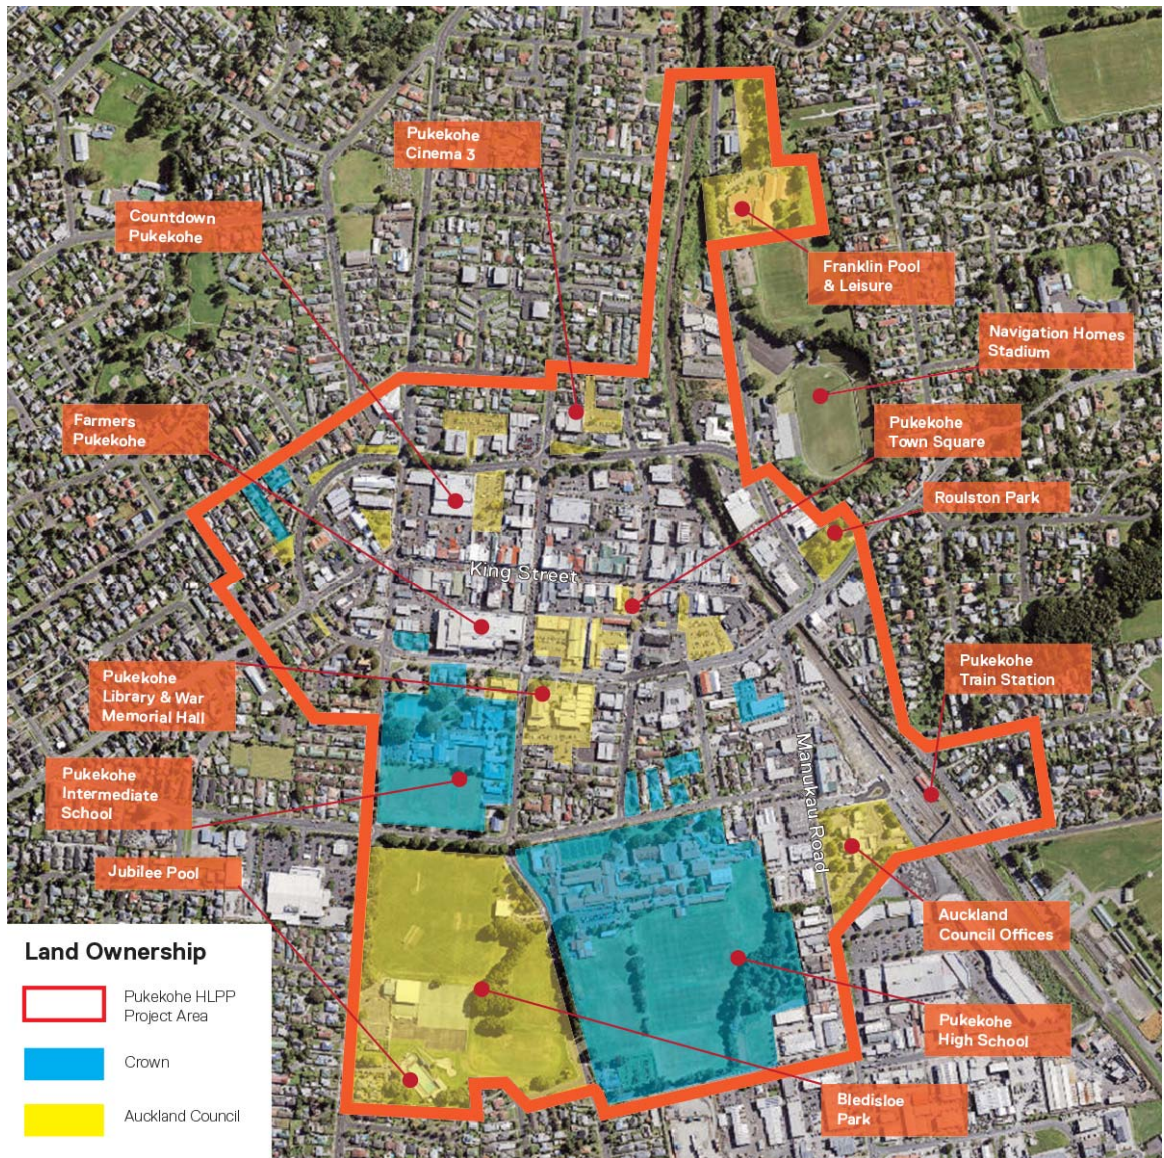 Pukekohe
Cinema 3
Countdown
Pukekohe
Franklin Pool
& Leisure
Navigation Homes
Stadium
Farmers
Pukekohe
Pukekohe
Town Square
Roulston Park
King Street
Pukekohe
Library & War
Memorial Hall
Pukekohe
Train Station
Pukekohe
Intermediate
School
Manukau Road
Jubilee Pool
Auckland
Council Offices
Pukekohe
High School
Bledisloe
Park
Land Ownership
Pukekohe HLPP
Project Area
Crown
Auckland Council